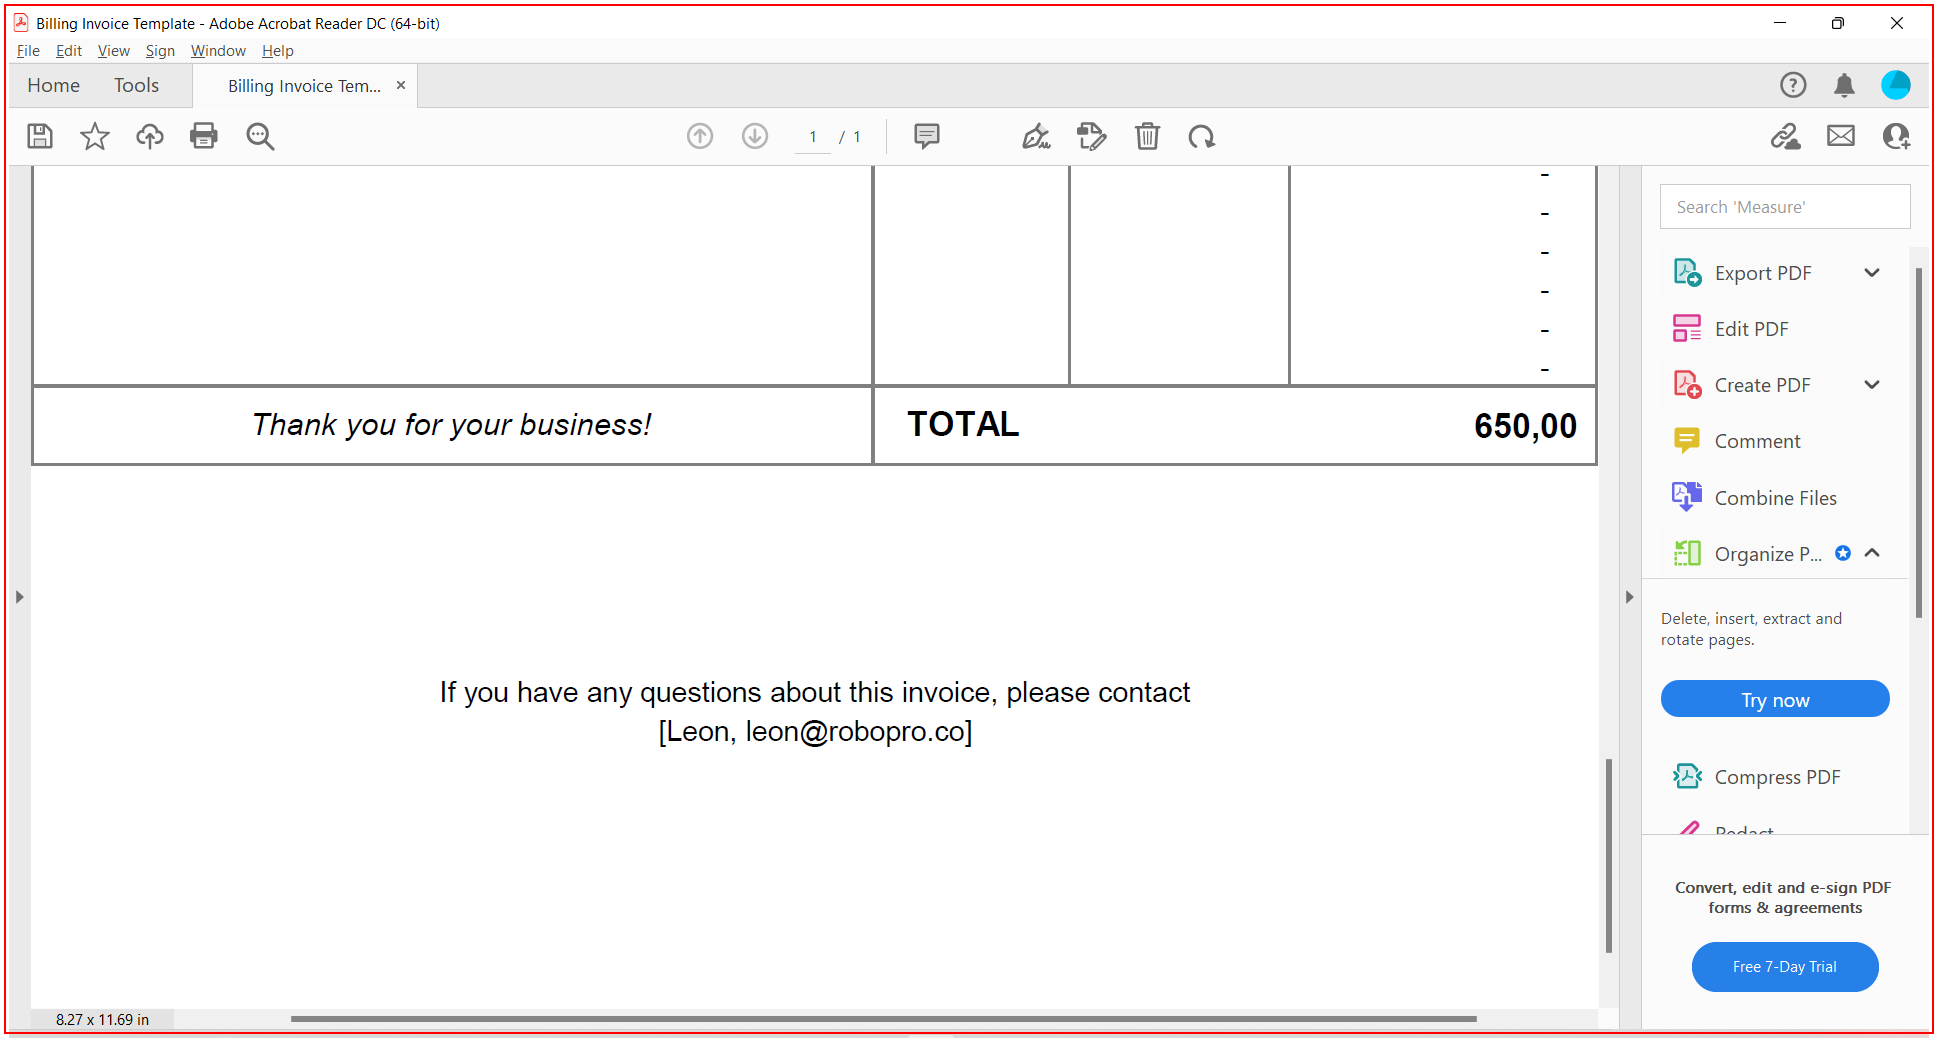 Billing Invoice Template - Adobe Acrobat Reader DC (64-bit)
File Edit View Sign Window Help
Home Tools Billing Invoice Tem... ×
1 / 1
Search 'Measure'
-
-
-
-
-
-
Thank you for your business! TOTAL 650,00
If you have any questions about this invoice, please contact
[Leon, leon@robopro.co]
8.27 x 11.69 in
Export PDF
Edit PDF
Create PDF
Comment
Combine Files
Organize P...
Delete, insert, extract and
rotate pages.
Try now
Compress PDF
Redact
Convert, edit and e-sign PDF
forms & agreements
Free 7-Day Trial